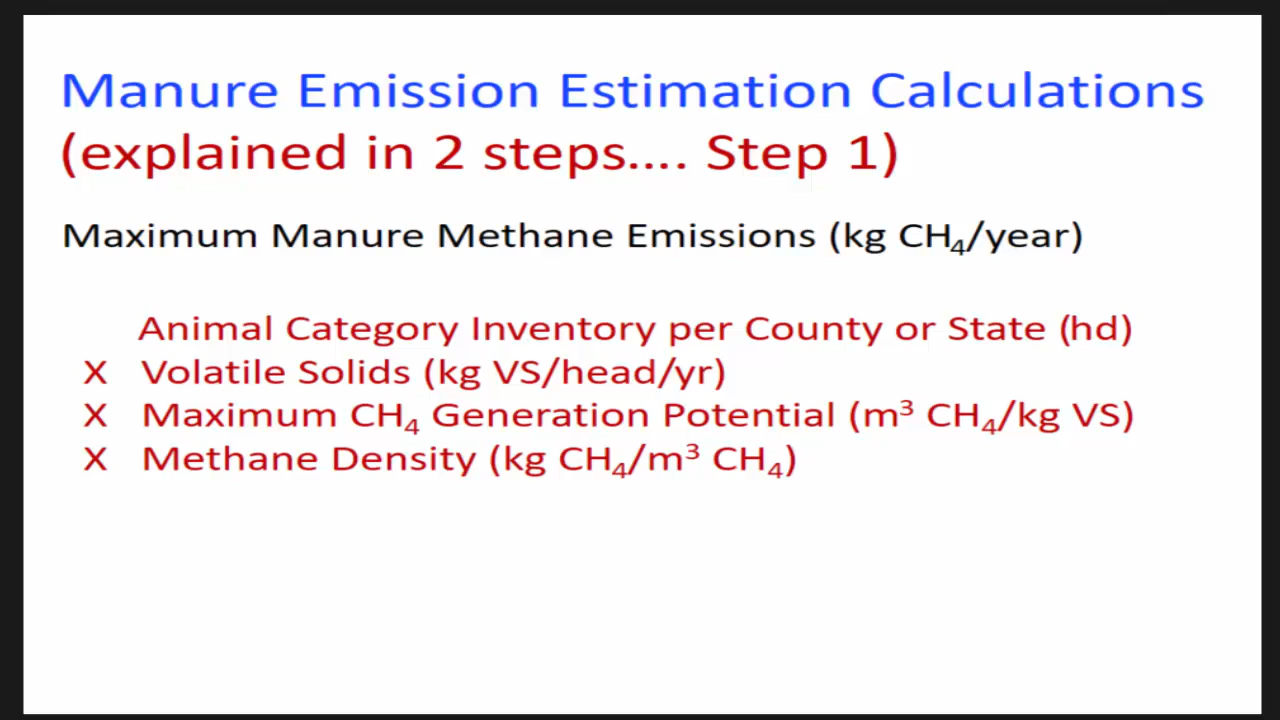 Manure Emission Estimation Calculations
(explained in 2 steps.... Step 1)
Maximum Manure Methane Emissions (kg CH₄/year)
Animal Category Inventory per County or State (hd)
X Volatile Solids (kg VS/head/yr)
X Maximum CH₄ Generation Potential (m³ CH₄/kg VS)
X Methane Density (kg CH₄/m³ CH₄)